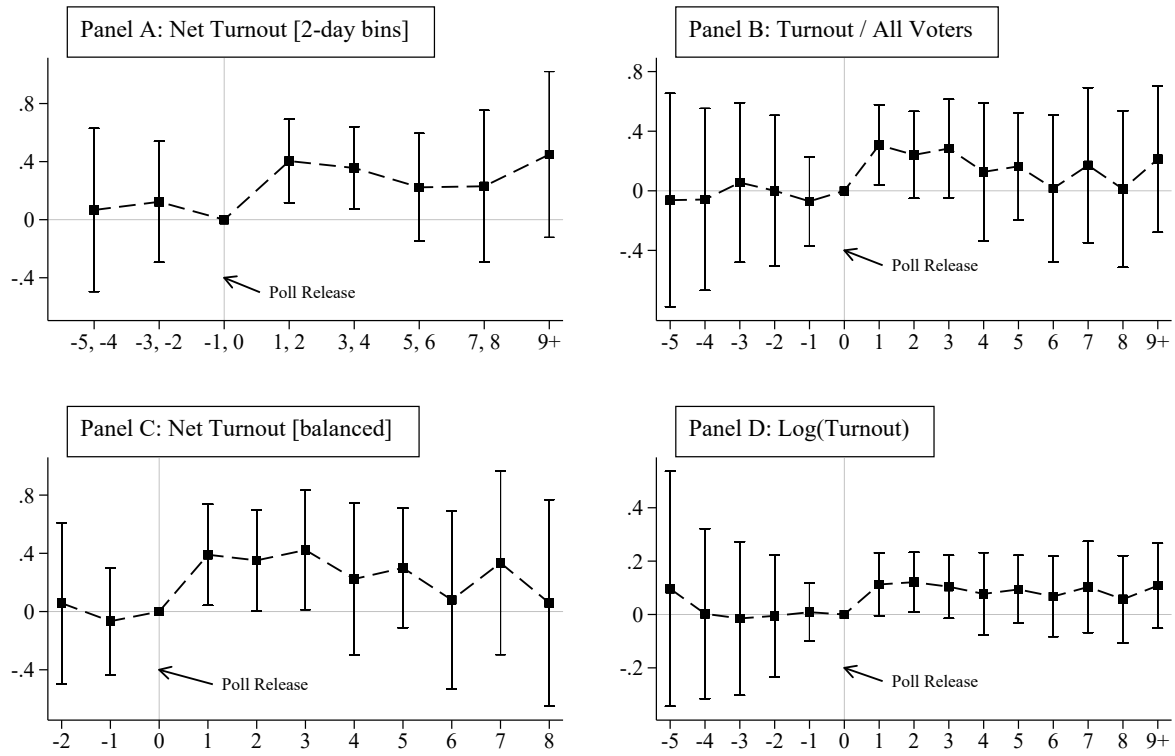 Panel A: Net Turnout [2-day bins]
.8
.4
0
-.4
Poll Release
-5, -4 -3, -2 -1, 0 1, 2 3, 4 5, 6 7, 8 9+
Panel B: Turnout / All Voters
.8
.4
0
-.4
Poll Release
-5 -4 -3 -2 -1 0 1 2 3 4 5 6 7 8 9+
Panel C: Net Turnout [balanced]
.8
.4
0
-.4
Poll Release
-2 -1 0 1 2 3 4 5 6 7 8
Panel D: Log(Turnout)
.4
.2
0
-.2
Poll Release
-5 -4 -3 -2 -1 0 1 2 3 4 5 6 7 8 9+